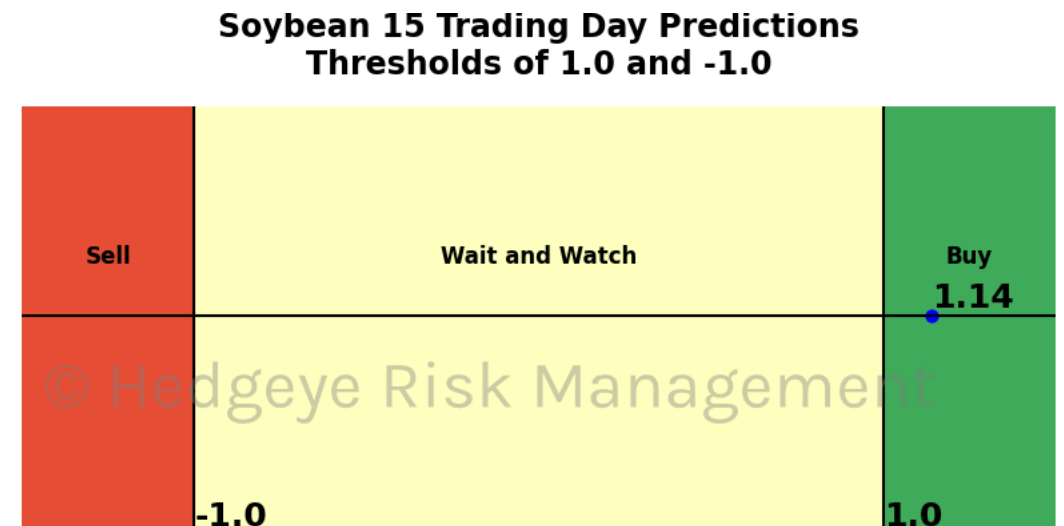 Soybean 15 Trading Day Predictions
Thresholds of 1.0 and -1.0
Sell
Wait and Watch
Buy
1.14
© Hedgeye Risk Management
-1.0
1.0